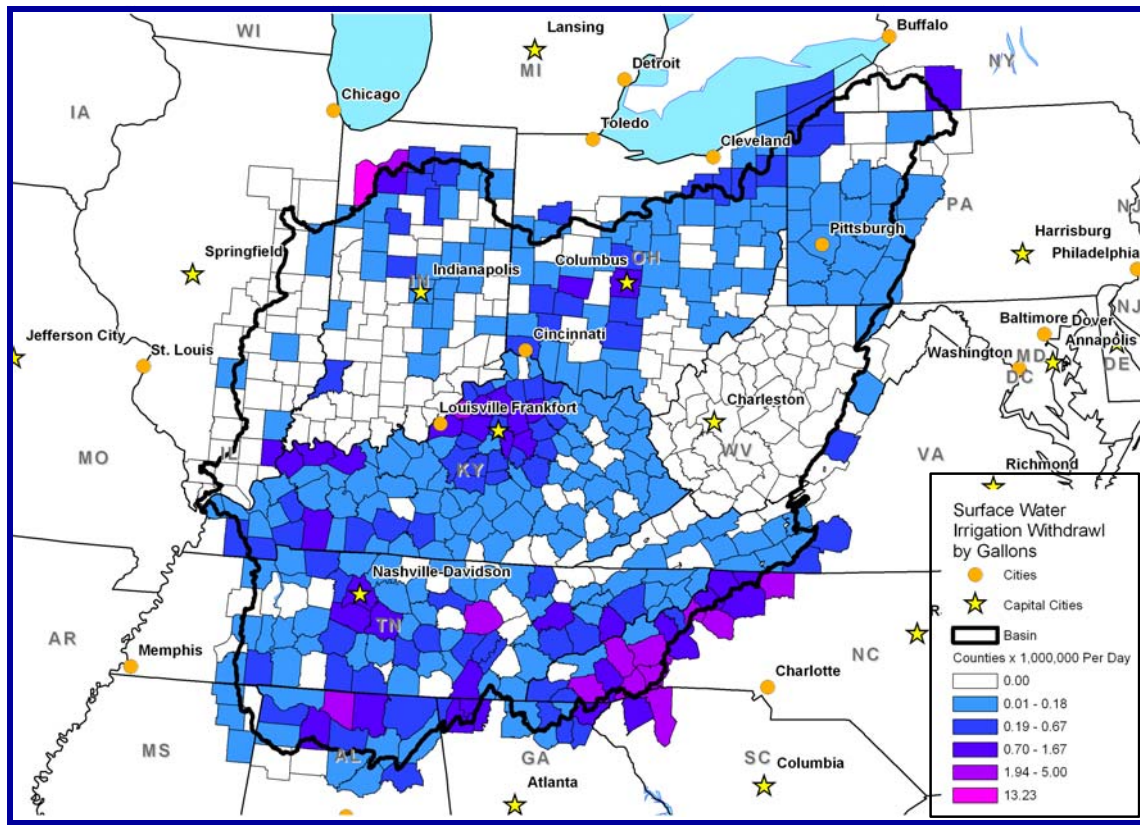 WI
Lansing
MI
Buffalo
NY
Detroit
IA
Chicago
Toledo
Cleveland
PA
NJ
Springfield
Pittsburgh
Harrisburg
Philadelphia
Columbus
OH
Indianapolis
IN
NJ
Jefferson City
St. Louis
Cincinnati
Baltimore
Dover
Washington
MD
Annapolis
DC
DE
Louisville
Frankfort
Charleston
MO
IL
KY
WV
VA
Richmond
Nashville-Davidson
TN
AR
Memphis
NC
Charlotte
MS
AL
GA
SC
Columbia
Atlanta
R
Surface Water
Irrigation Withdrawl
by Gallons
Cities
Capital Cities
Basin
Counties x 1,000,000 Per Day
0.00
0.01 - 0.18
0.19 - 0.67
0.70 - 1.67
1.94 - 5.00
13.23